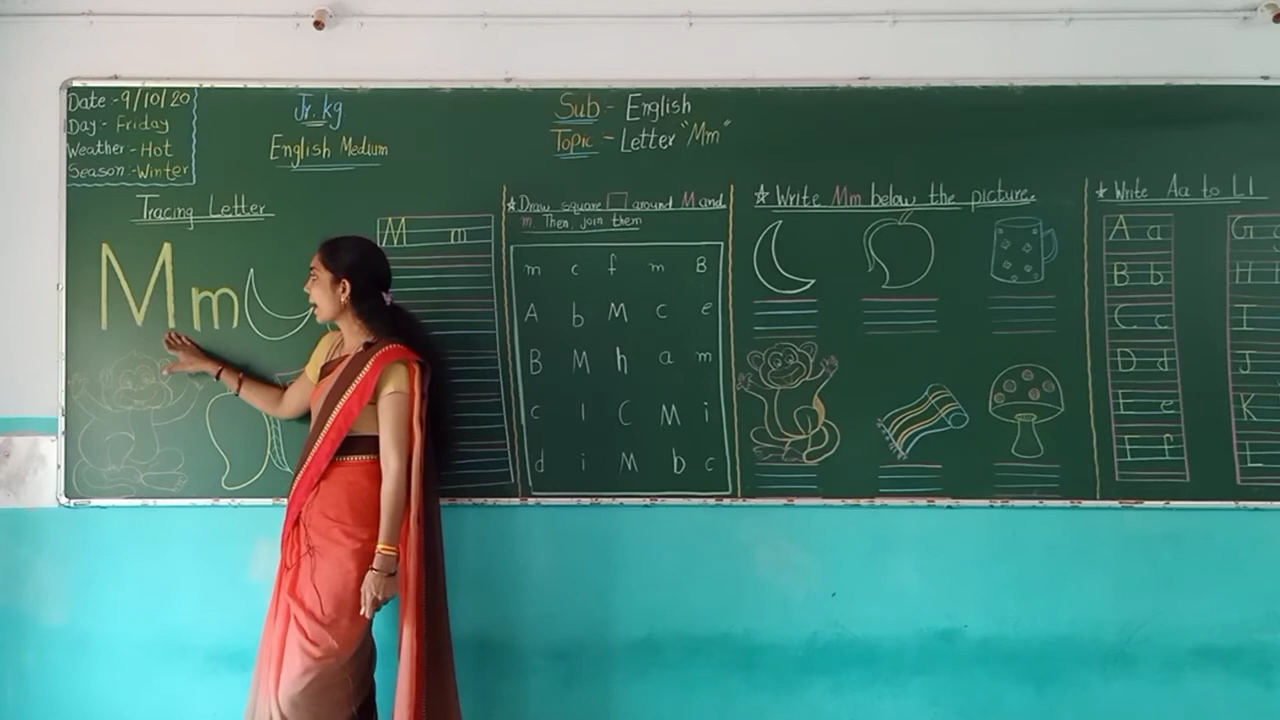 Date :- 9/10/20
Day:- Friday
Weather:- Hot
Season:- Winter
Jr. kg.
English Medium
Sub :- English
Topic :- Letter "Mm"
Tracing Letter
Mm
M m
☆ Draw square □ around M and
m. Then, join them
m c f m B
A b M c e
B M h a m
c l C M i
d i M b c
☆ Write Mm below the picture.
☆ Write Aa to Ll
A a
B b
C c
D d
E e
F f
G g
H
I
J
K
L